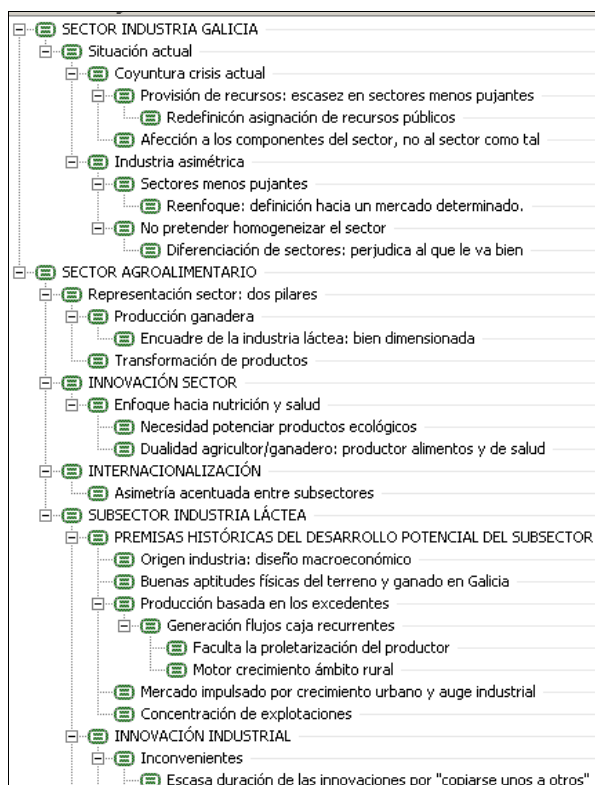 SECTOR INDUSTRIA GALICIA
Situación actual
Coyuntura crisis actual
Provisión de recursos: escasez en sectores menos pujantes
Redefinicón asignación de recursos públicos
Afección a los componentes del sector, no al sector como tal
Industria asimétrica
Sectores menos pujantes
Reenfoque: definición hacia un mercado determinado.
No pretender homogeneizar el sector
Diferenciación de sectores: perjudica al que le va bien
SECTOR AGROALIMENTARIO
Representación sector: dos pilares
Producción ganadera
Encuadre de la industria láctea: bien dimensionada
Transformación de productos
INNOVACIÓN SECTOR
Enfoque hacia nutrición y salud
Necesidad potenciar productos ecológicos
Dualidad agricultor/ganadero: productor alimentos y de salud
INTERNACIONALIZACIÓN
Asimetría acentuada entre subsectores
SUBSECTOR INDUSTRIA LÁCTEA
PREMISAS HISTÓRICAS DEL DESARROLLO POTENCIAL DEL SUBSECTOR
Origen industria: diseño macroeconómico
Buenas aptitudes físicas del terreno y ganado en Galicia
Producción basada en los excedentes
Generación flujos caja recurrentes
Faculta la proletarización del productor
Motor crecimiento ámbito rural
Mercado impulsado por crecimiento urbano y auge industrial
Concentración de explotaciones
INNOVACIÓN INDUSTRIAL
Inconvenientes
Escasa duración de las innovaciones por "copiarse unos a otros"